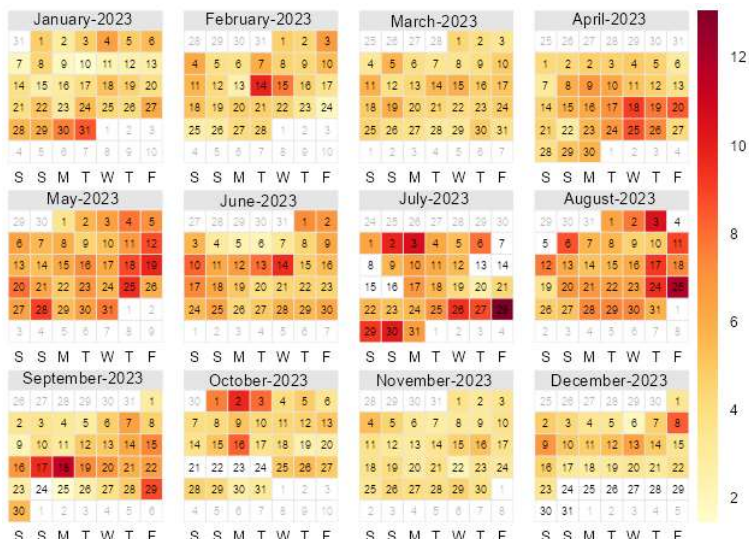 January-2023
31 1 2 3 4 5 6
7 8 9 10 11 12 13
14 15 16 17 18 19 20
21 22 23 24 25 26 27
28 29 30 31 1 2 3
4 5 6 7 8 9 10
S S M T W T F
February-2023
28 29 30 31 1 2 3
4 5 6 7 8 9 10
11 12 13 14 15 16 17
18 19 20 21 22 23 24
25 26 27 28 1 2 3
4 5 6 7 8 9 10
S S M T W T F
March-2023
25 26 27 28 1 2 3
4 5 6 7 8 9 10
11 12 13 14 15 16 17
18 19 20 21 22 23 24
25 26 27 28 29 30 31
1 2 3 4 5 6 7
S S M T W T F
April-2023
25 26 27 28 29 30 31
1 2 3 4 5 6
7 8 9 10 11 12 13
14 15 16 17 18 19 20
21 22 23 24 25 26 27
28 29 30 1 2 3 4
S S M T W T F
May-2023
29 30 1 2 3 4 5
6 7 8 9 10 11 12
13 14 15 16 17 18 19
20 21 22 23 24 25 26
27 28 29 30 31 1 2
3 4 5 6 7 8 9
S S M T W T F
June-2023
27 28 29 30 31 1 2
3 4 5 6 7 8 9
10 11 12 13 14 15 16
17 18 19 20 21 22 23
24 25 26 27 28 29 30
1 2 3 4 5 6 7
S S M T W T F
July-2023
24 25 26 27 28 29 30
1 2 3 4 5 6 7
8 9 10 11 12 13 14
15 16 17 18 19 20 21
22 23 24 25 26 27 28
29 30 31 1 2 3 4
S S M T W T F
August-2023
29 30 31 1 2 3 4
5 6 7 8 9 10 11
12 13 14 15 16 17 18
19 20 21 22 23 24 25
26 27 28 29 30 31 1
2 3 4 5 6 7 8
S S M T W T F
September-2023
26 27 28 29 30 31 1
2 3 4 5 6 7 8
9 10 11 12 13 14 15
16 17 18 19 20 21 22
23 24 25 26 27 28 29
30 1 2 3 4 5 6
S S M T W T F
October-2023
30 1 2 3 4 5 6
7 8 9 10 11 12 13
14 15 16 17 18 19 20
21 22 23 24 25 26 27
28 29 30 31 1 2 3
4 5 6 7 8 9 10
S S M T W T F
November-2023
28 29 30 31 1 2 3
4 5 6 7 8 9 10
11 12 13 14 15 16 17
18 19 20 21 22 23 24
25 26 27 28 29 30 1
2 3 4 5 6 7 8
S S M T W T F
December-2023
25 26 27 28 29 30 1
2 3 4 5 6 7 8
9 10 11 12 13 14 15
16 17 18 19 20 21 22
23 24 25 26 27 28 29
30 31 1 2 3 4 5
S S M T W T F
12
10
8
6
4
2